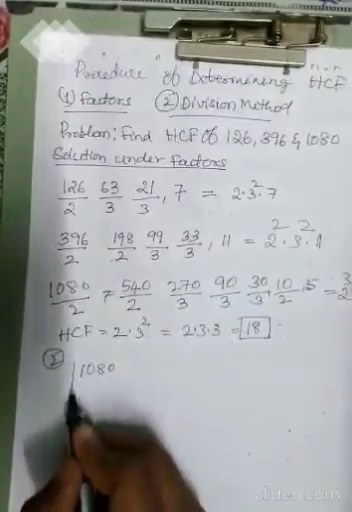 "Procedure" of Determening "HCF"
(1) Factors (2) Division Method
Problem: Find HCF of 126, 396 & 1080
Solution under factors
126/2 63/3 21/3, 7 = 2·3²·7
396/2 198/2 99/3 33/3, 11 = 2²·3²·1
1080/2 = 540/2 270/3 90/3 30/3, 10/2, 5 = 2³
HCF = 2·3² = 2·3·3 = 18
(2)
1080